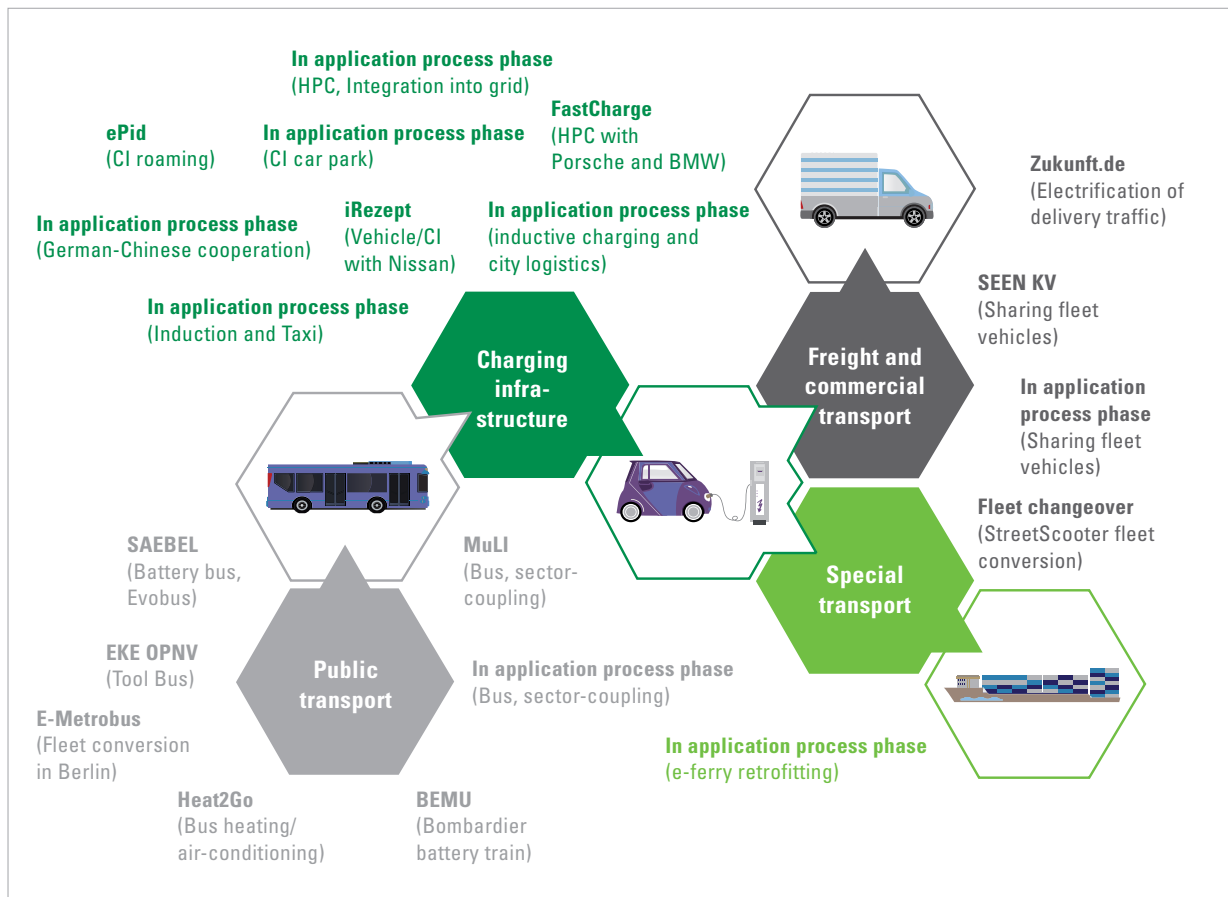 In application process phase
(HPC, Integration into grid)
ePid
(CI roaming)
In application process phase
(CI car park)
FastCharge
(HPC with
Porsche and BMW)
In application process phase
(German-Chinese cooperation)
iRezept
(Vehicle/CI
with Nissan)
In application process phase
(inductive charging and
city logistics)
In application process phase
(Induction and Taxi)
Charging
infra-
structure
Zukunft.de
(Electrification of
delivery traffic)
SEEN KV
(Sharing fleet
vehicles)
Freight and
commercial
transport
In application
process phase
(Sharing fleet
vehicles)
Fleet changeover
(StreetScooter fleet
conversion)
SAEBEL
(Battery bus,
Evobus)
MuLI
(Bus, sector-
coupling)
Special
transport
EKE OPNV
(Tool Bus)
Public
transport
In application process phase
(Bus, sector-coupling)
E-Metrobus
(Fleet conversion
in Berlin)
In application process phase
(e-ferry retrofitting)
Heat2Go
(Bus heating/
air-conditioning)
BEMU
(Bombardier
battery train)